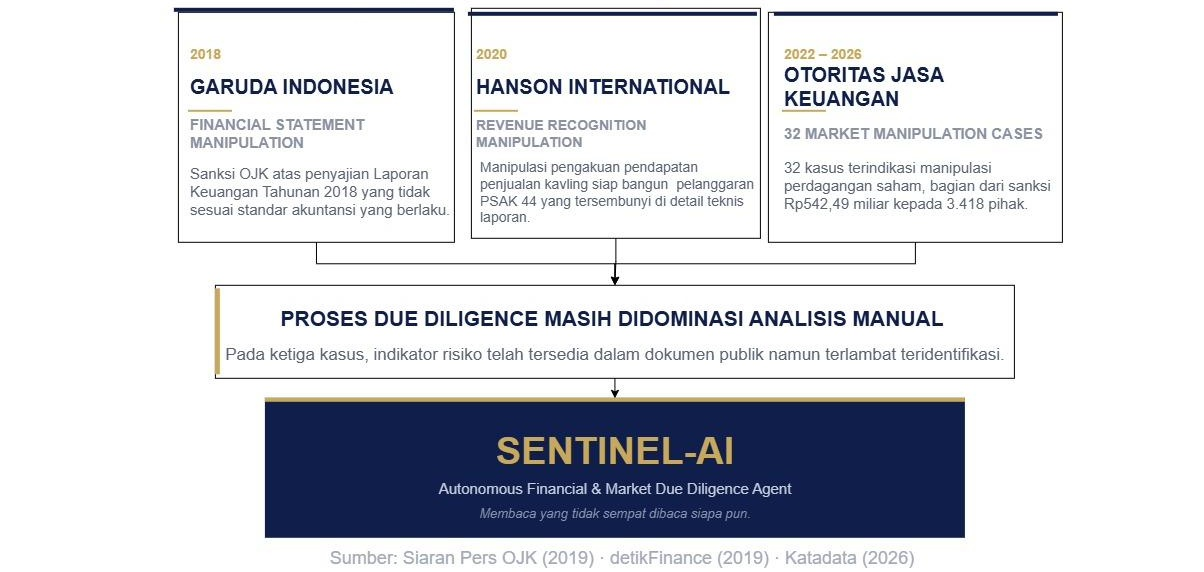 2018
GARUDA INDONESIA
FINANCIAL STATEMENT
MANIPULATION
Sanksi OJK atas penyajian Laporan
Keuangan Tahunan 2018 yang tidak
sesuai standar akuntansi yang berlaku.
2020
HANSON INTERNATIONAL
REVENUE RECOGNITION
MANIPULATION
Manipulasi pengakuan pendapatan
penjualan kavling siap bangun pelanggaran
PSAK 44 yang tersembunyi di detail teknis
laporan.
2022 – 2026
OTORITAS JASA
KEUANGAN
32 MARKET MANIPULATION CASES
32 kasus terindikasi manipulasi
perdagangan saham, bagian dari sanksi
Rp542,49 miliar kepada 3.418 pihak.
PROSES DUE DILIGENCE MASIH DIDOMINASI ANALISIS MANUAL
Pada ketiga kasus, indikator risiko telah tersedia dalam dokumen publik namun terlambat teridentifikasi.
SENTINEL-AI
Autonomous Financial & Market Due Diligence Agent
Membaca yang tidak sempat dibaca siapa pun.
Sumber: Siaran Pers OJK (2019) · detikFinance (2019) · Katadata (2026)